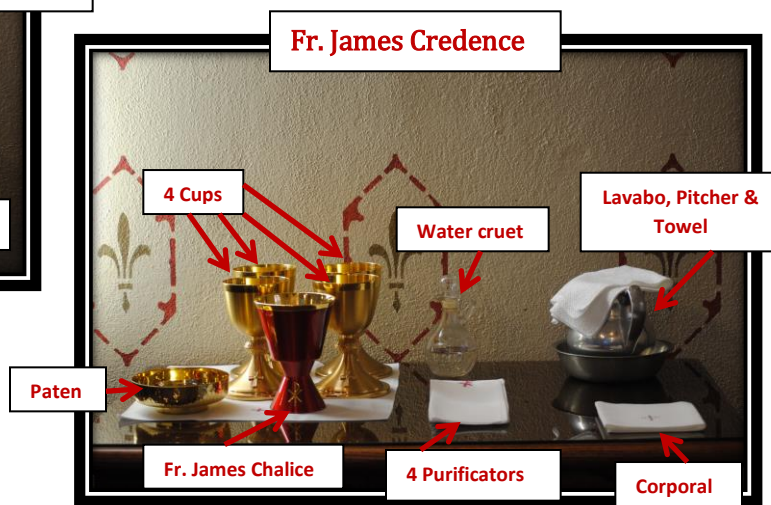 Fr. James Credence
4 Cups
Lavabo, Pitcher &
Towel
Water cruet
Paten
Fr. James Chalice
4 Purificators
Corporal